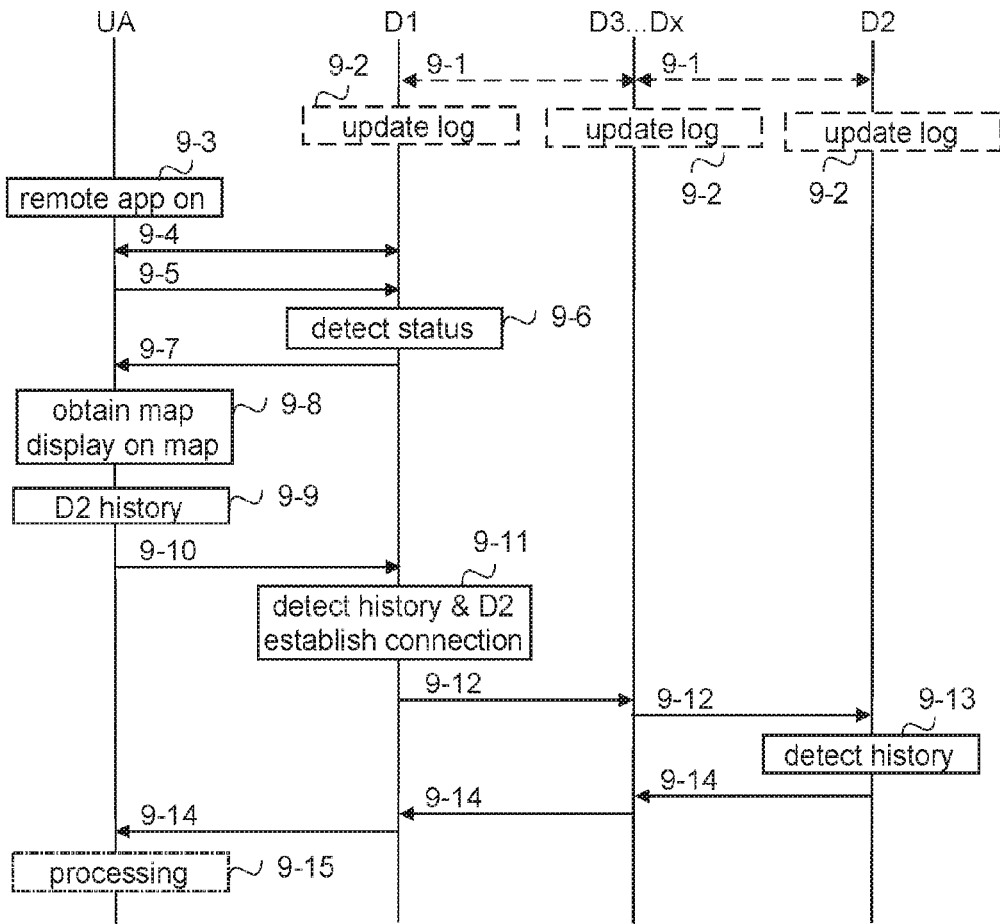 UA D1 D3...Dx D2
9-2 9-1 9-1
update log update log update log
9-3 9-2 9-2
remote app on
9-4
9-5
detect status 9-6
9-7
obtain map
display on map 9-8
D2 history 9-9
9-10 9-11
detect history & D2
establish connection
9-12 9-12 9-13
detect history
9-14 9-14 9-14
processing 9-15